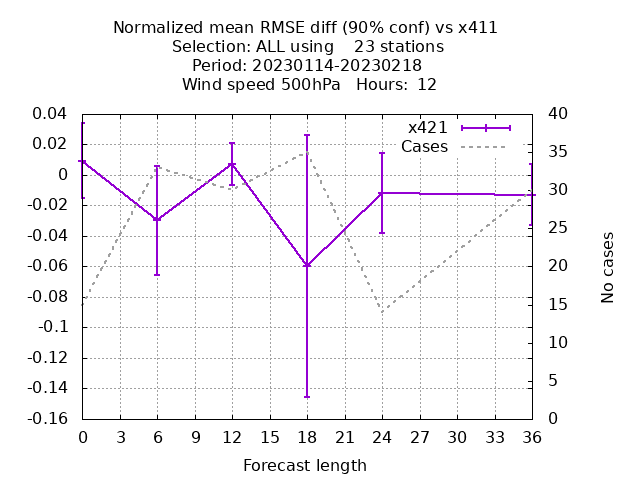 Normalized mean RMSE diff (90% conf) vs x411
Selection: ALL using    23 stations
Period: 20230114-20230218
Wind speed 500hPa   Hours:  12
x421
Cases
0.04
0.02
0
-0.02
-0.04
-0.06
-0.08
-0.1
-0.12
-0.14
-0.16
40
35
30
25
20
15
10
5
0
No cases
0 3 6 9 12 15 18 21 24 27 30 33 36
Forecast length